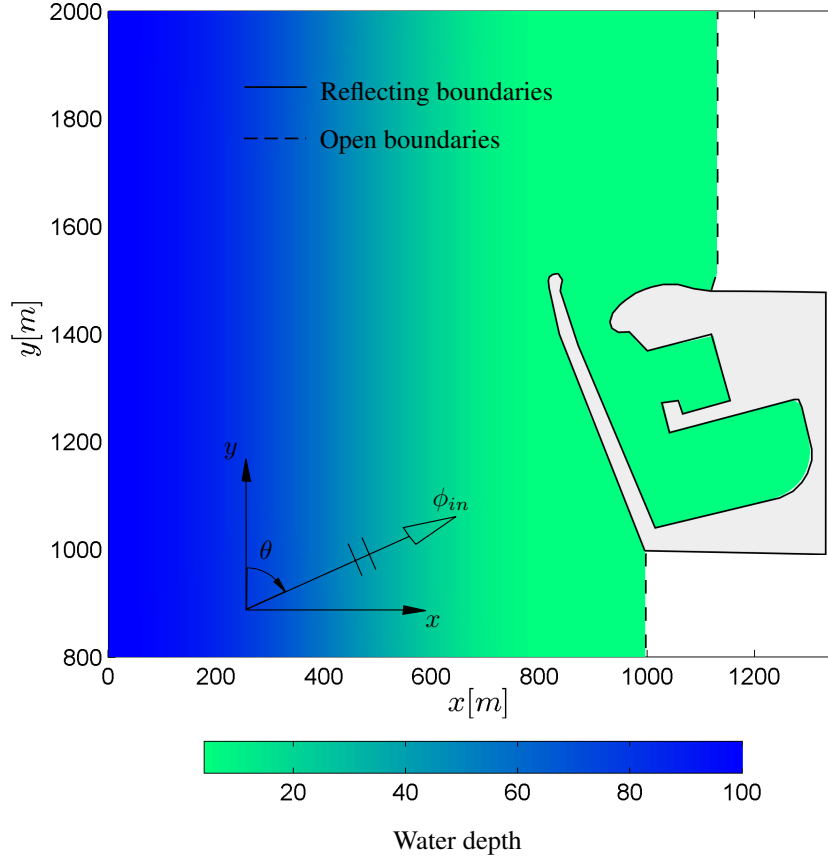 2000
1800
1600
1400
1200
1000
800
y[m]
Reflecting boundaries
Open boundaries
y
θ
ϕin
x
0 200 400 600 800 1000 1200
x[m]
20 40 60 80 100
Water depth